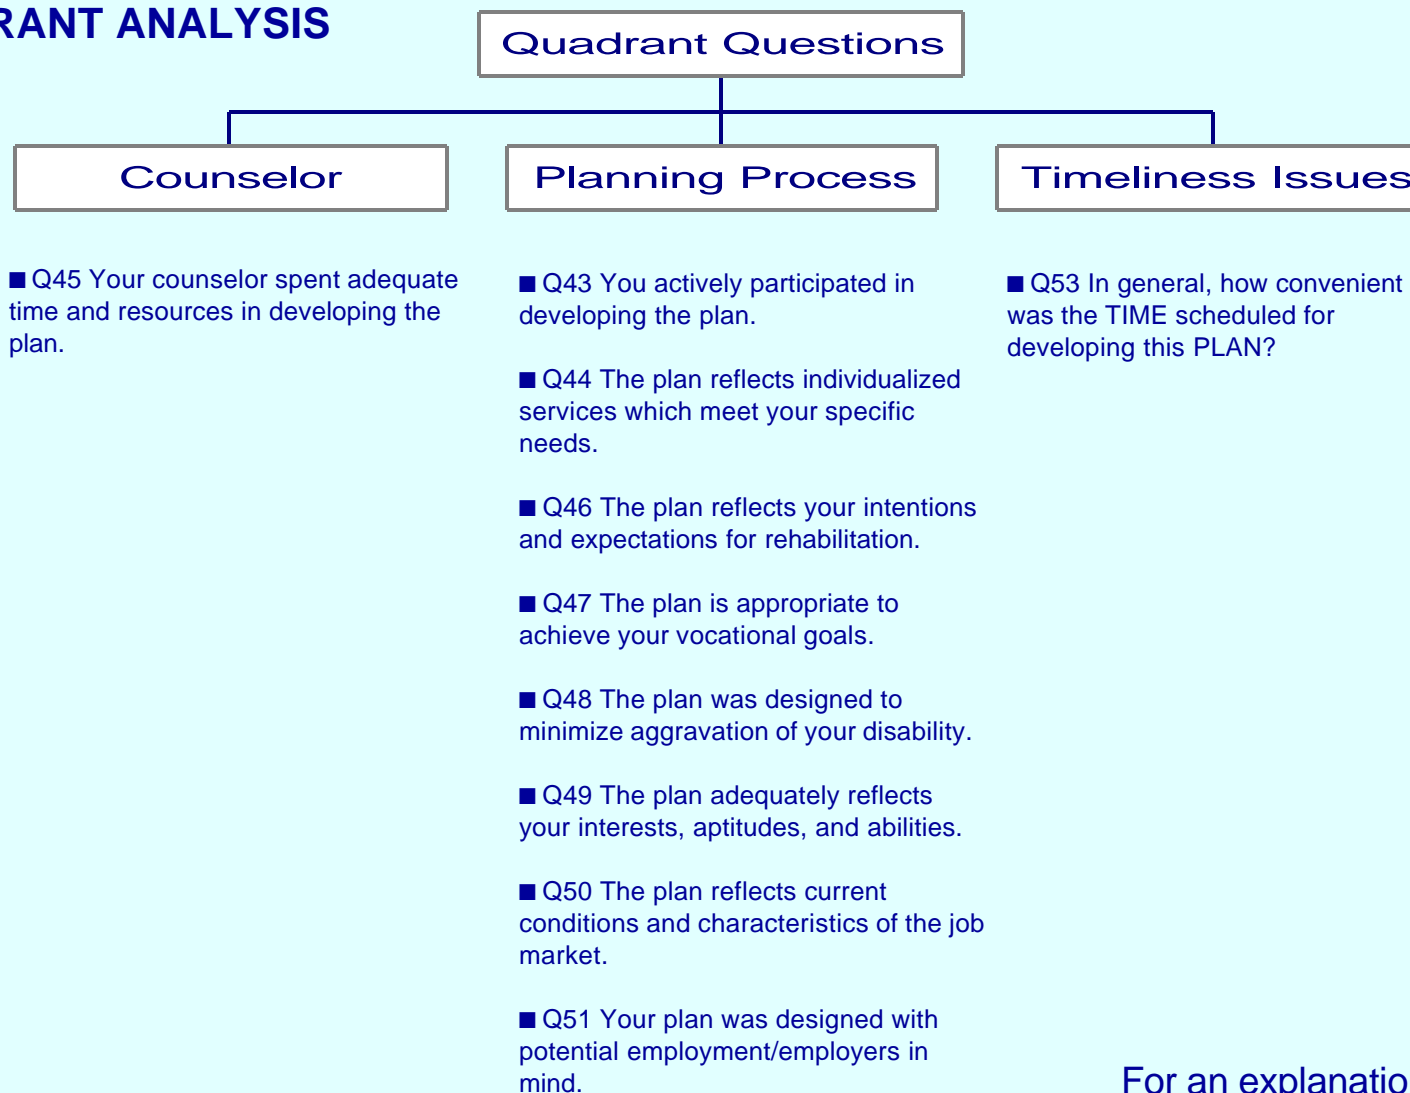 RANT ANALYSIS
Quadrant Questions
Counselor
Planning Process
Timeliness Issues
■ Q45 Your counselor spent adequate
time and resources in developing the
plan.
■ Q43 You actively participated in
developing the plan.
■ Q44 The plan reflects individualized
services which meet your specific
needs.
■ Q46 The plan reflects your intentions
and expectations for rehabilitation.
■ Q47 The plan is appropriate to
achieve your vocational goals.
■ Q48 The plan was designed to
minimize aggravation of your disability.
■ Q49 The plan adequately reflects
your interests, aptitudes, and abilities.
■ Q50 The plan reflects current
conditions and characteristics of the job
market.
■ Q51 Your plan was designed with
potential employment/employers in
mind.
■ Q53 In general, how convenient
was the TIME scheduled for
developing this PLAN?
For an explanatio